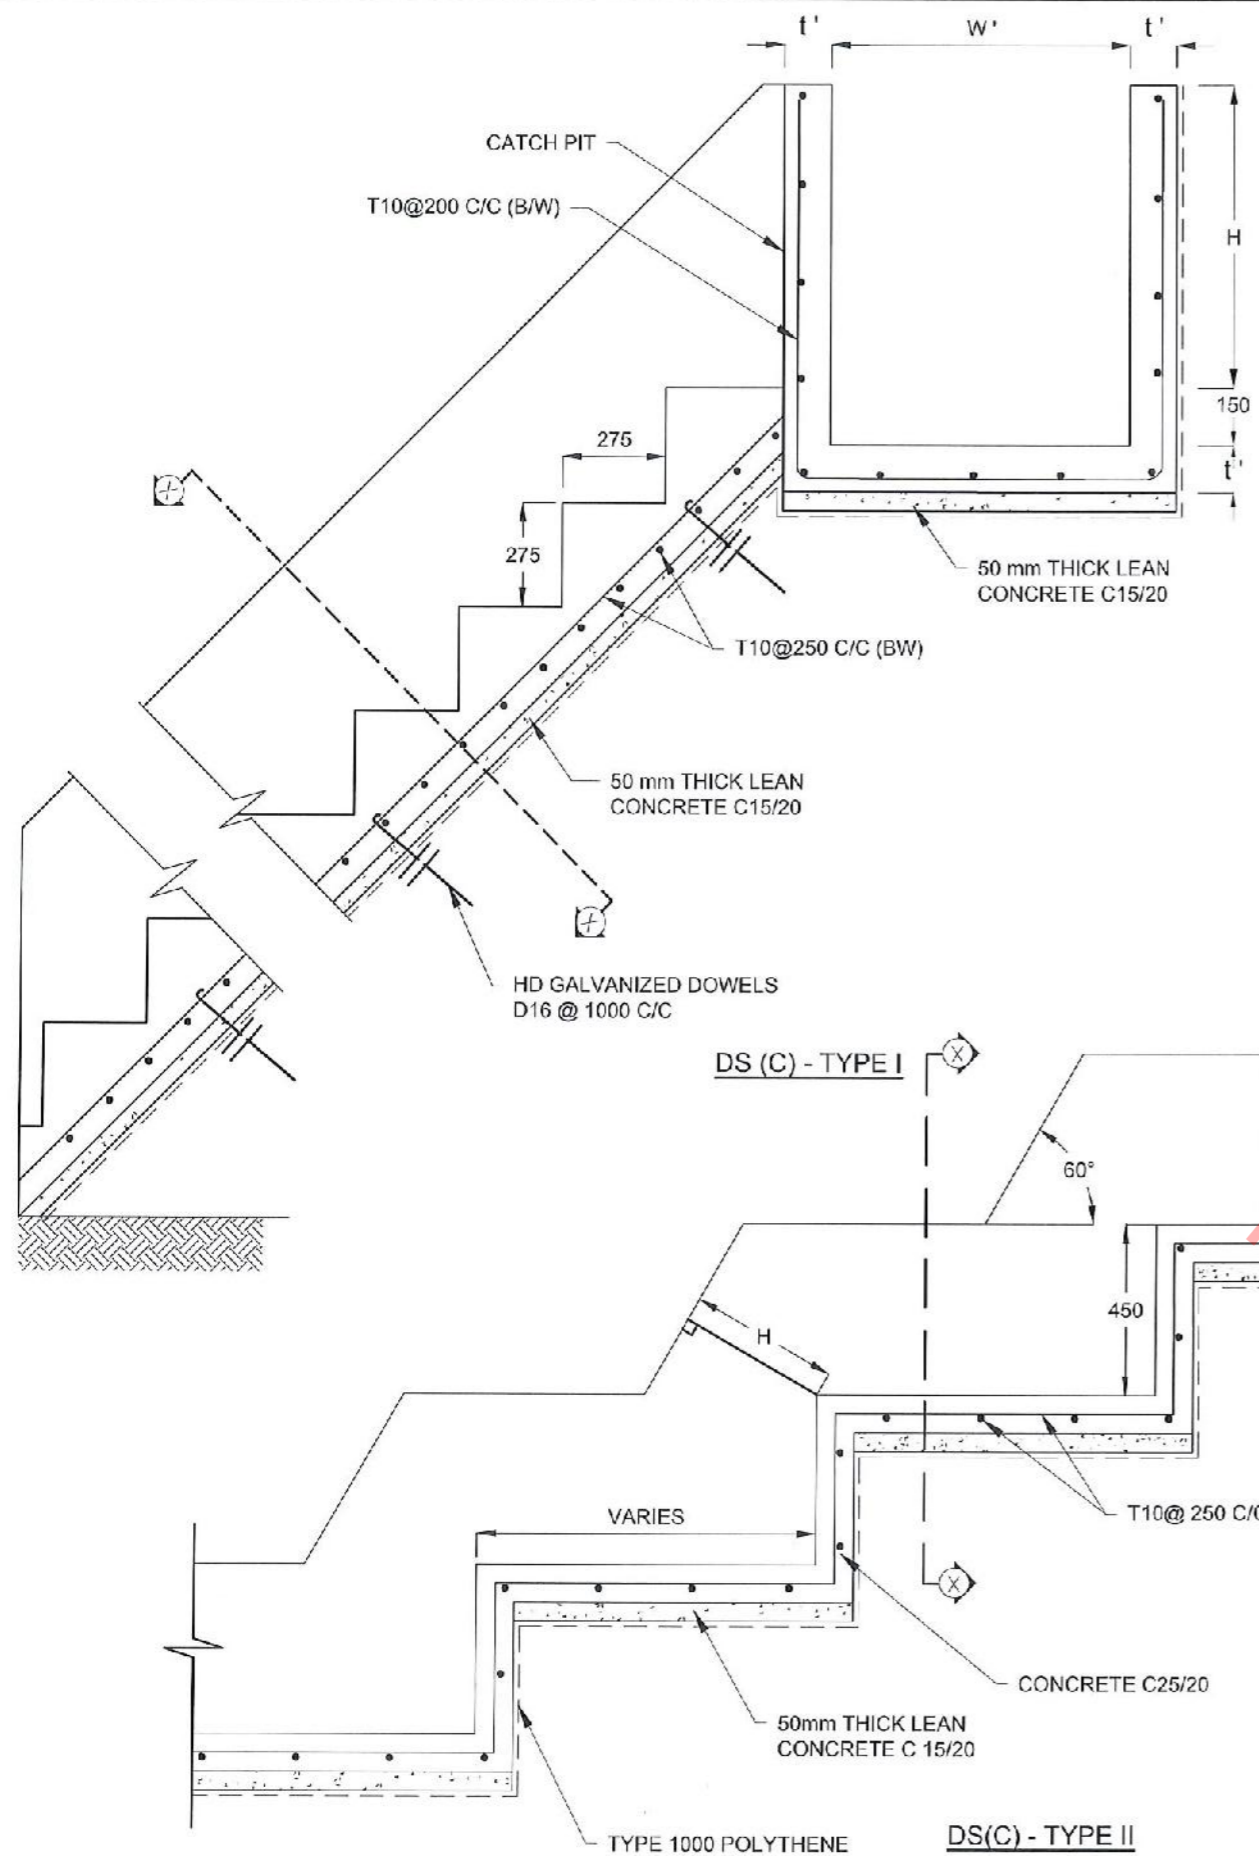 t' W' t'
CATCH PIT
T10@200 C/C (B/W)
H
150
275
t'
275
50 mm THICK LEAN
CONCRETE C15/20
T10@250 C/C (BW)
50 mm THICK LEAN
CONCRETE C15/20
HD GALVANIZED DOWELS
D16 @ 1000 C/C
DS (C) - TYPE I
X
60°
450
H
VARIES
T10@ 250 C/C
X
CONCRETE C25/20
50mm THICK LEAN
CONCRETE C 15/20
TYPE 1000 POLYTHENE
DS(C) - TYPE II